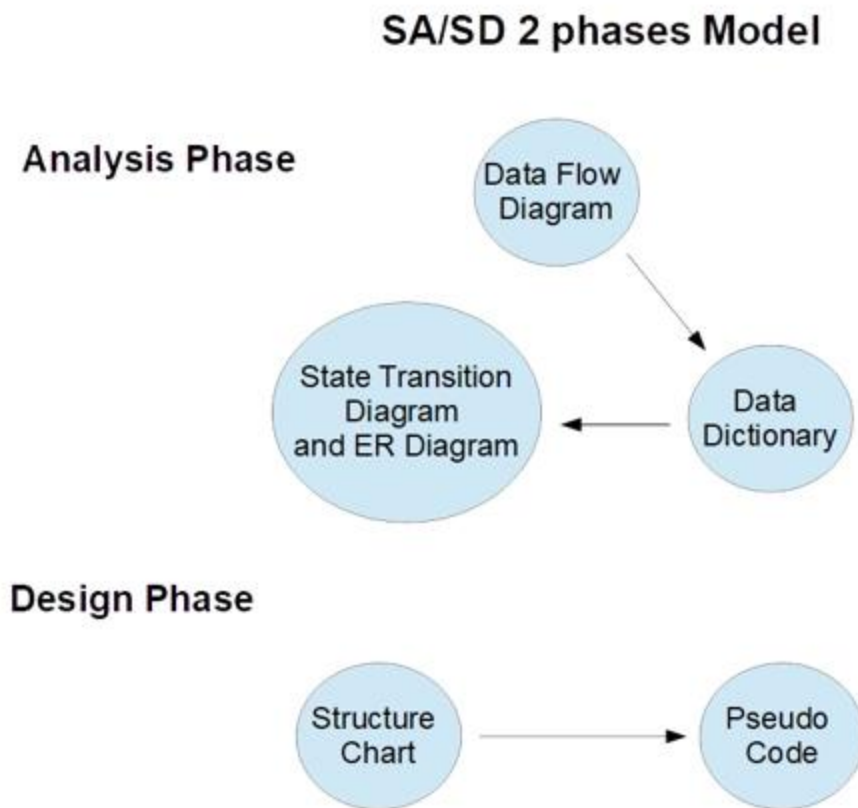 SA/SD 2 phases Model
Analysis Phase
Data Flow
Diagram
State Transition
Diagram
and ER Diagram
Data
Dictionary
Design Phase
Structure
Chart
Pseudo
Code